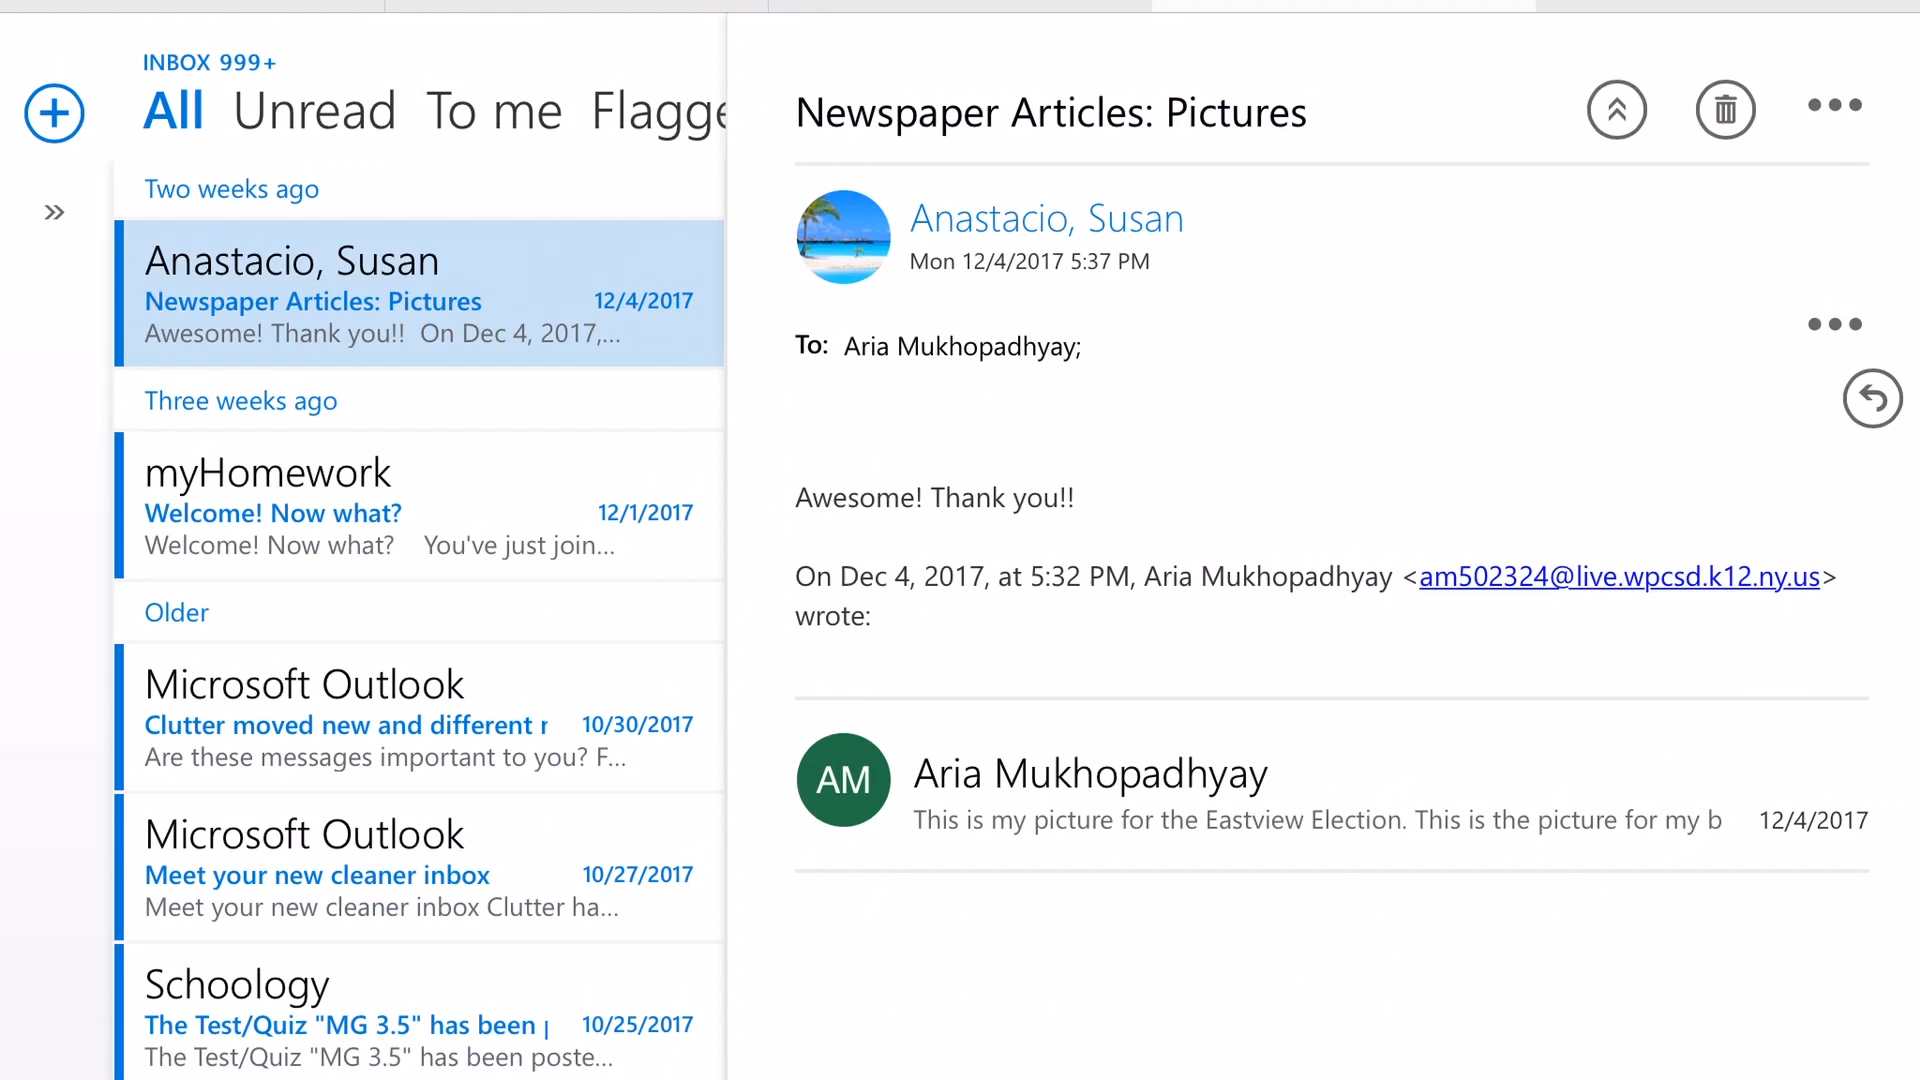 INBOX 999+
All Unread To me Flagge
Two weeks ago
Anastacio, Susan
Newspaper Articles: Pictures 12/4/2017
Awesome! Thank you!! On Dec 4, 2017,...
Three weeks ago
myHomework
Welcome! Now what? 12/1/2017
Welcome! Now what? You've just join...
Older
Microsoft Outlook
Clutter moved new and different r 10/30/2017
Are these messages important to you? F...
Microsoft Outlook
Meet your new cleaner inbox 10/27/2017
Meet your new cleaner inbox Clutter ha...
Schoology
The Test/Quiz "MG 3.5" has been p 10/25/2017
The Test/Quiz "MG 3.5" has been poste...
Newspaper Articles: Pictures
Anastacio, Susan
Mon 12/4/2017 5:37 PM
To: Aria Mukhopadhyay;
Awesome! Thank you!!
On Dec 4, 2017, at 5:32 PM, Aria Mukhopadhyay <am502324@live.wpcsd.k12.ny.us>
wrote:
AM
Aria Mukhopadhyay
This is my picture for the Eastview Election. This is the picture for my b 12/4/2017